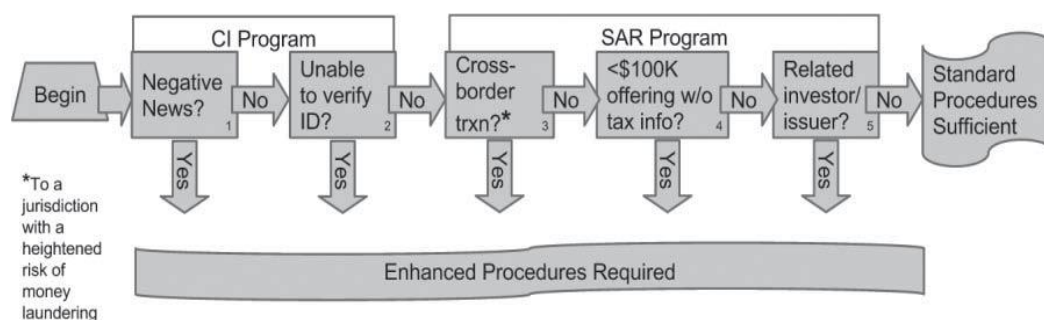 CI Program
SAR Program
Begin
Negative
News?
1
No
Unable
to verify
ID?
2
No
Cross-
border
trxn?*
3
No
<$100K
offering w/o
tax info?
4
No
Related
investor/
issuer?
5
No
Standard
Procedures
Sufficient
Yes
Yes
Yes
Yes
Yes
*To a
jurisdiction
with a
heightened
risk of
money
laundering
Enhanced Procedures Required